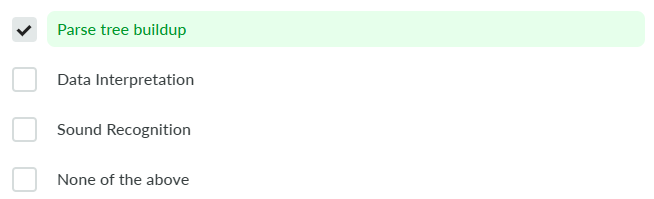 Parse tree buildup
Data Interpretation
Sound Recognition
None of the above